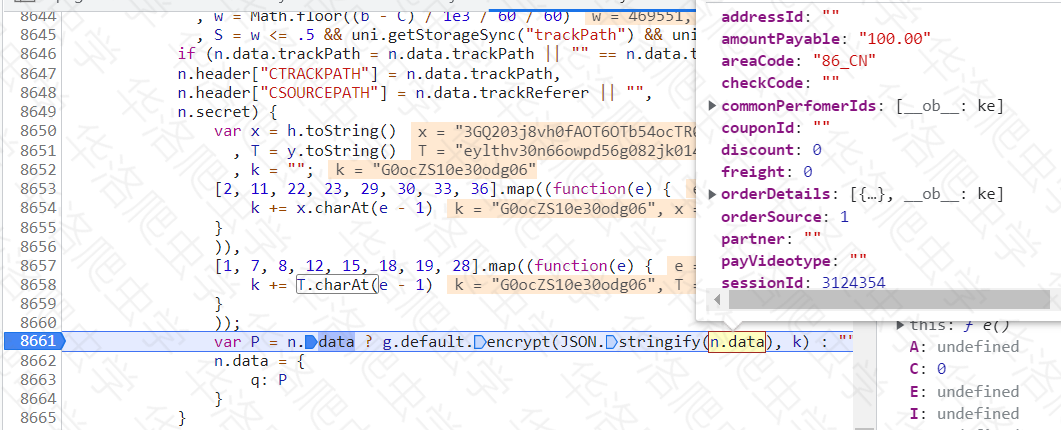 8644 , w = Math.floor((b - C) / 1e3 / 60 / 60) w = 469551,
8645 , S = w <= .5 && uni.getStorageSync("trackPath") && uni
8646 if (n.data.trackPath = n.data.trackPath || "" == n.data.t
8647 n.header["CTRACKPATH"] = n.data.trackPath,
8648 n.header["CSOURCEPATH"] = n.data.trackReferer || "",
8649 n.secret) {
8650 var x = h.toString() x = "3GQ203j8vh0fAOT6OTb54ocTR
8651 , T = y.toString() T = "eylthv30n66owpd56g082jk014
8652 , k = ""; k = "G0ocZS10e30odg06"
8653 [2, 11, 22, 23, 29, 30, 33, 36].map((function(e) { e
8654 k += x.charAt(e - 1) k = "G0ocZS10e30odg06", x =
8655 }
8656 )),
8657 [1, 7, 8, 12, 15, 18, 19, 28].map((function(e) { e =
8658 k += T.charAt(e - 1) k = "G0ocZS10e30odg06", T
8659 }
8660 ));
8661 var P = n.data ? g.default.encrypt(JSON.stringify(n.data), k) : ""
8662 n.data = {
8663 q: P
8664 }
8665 }
addressId: ""
amountPayable: "100.00"
areaCode: "86_CN"
checkCode: ""
commonPerfomerIds: [__ob__: ke]
couponId: ""
discount: 0
freight: 0
orderDetails: [{…}, __ob__: ke]
orderSource: 1
partner: ""
payVideotype: ""
sessionId: 3124354
this: ƒ e()
A: undefined
C: 0
E: undefined
I: undefined
华洛学爬虫